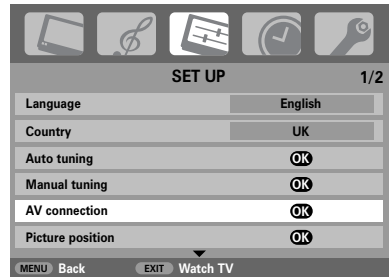 SET UP 1/2
Language English
Country UK
Auto tuning OK
Manual tuning OK
AV connection OK
Picture position OK
MENU Back EXIT Watch TV